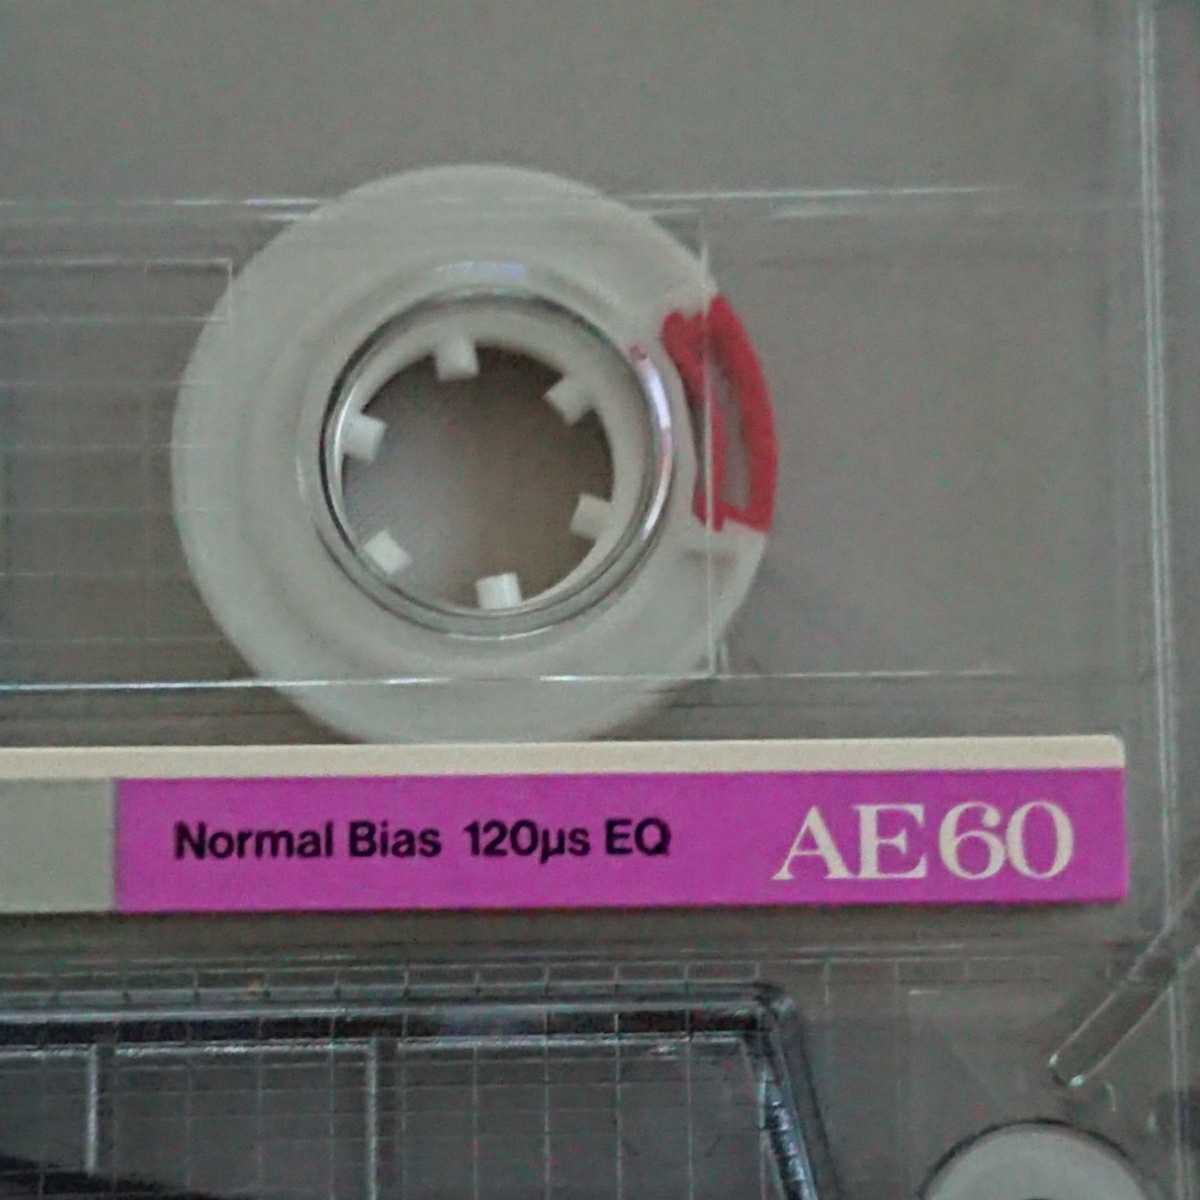 Normal Bias 120µs EQ AE60